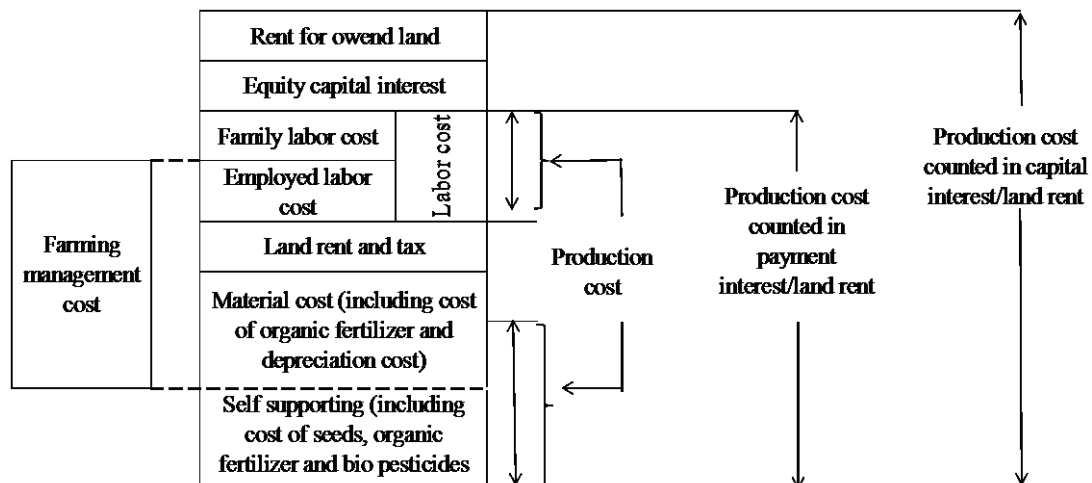 Rent for owend land
Equity capital interest
Family labor cost
Employed labor
cost
Labor cost
Land rent and tax
Material cost (including cost
of organic fertilizer and
depreciation cost)
Self supporting (including
cost of seeds, organic
fertilizer and bio pesticides
Farming
management
cost
Production
cost
Production cost
counted in
payment
interest/land rent
Production cost
counted in capital
interest/land rent